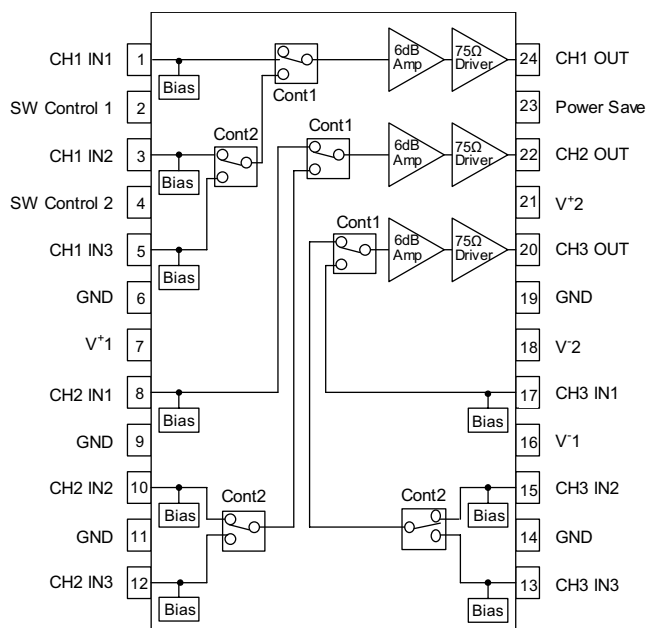 CH1 IN1
1
SW Control 1
2
CH1 IN2
3
SW Control 2
4
CH1 IN3
5
GND
6
V+1
7
CH2 IN1
8
GND
9
CH2 IN2
10
GND
11
CH2 IN3
12
Bias
Cont1
6dB
Amp
75Ω
Driver
Cont2
Bias
Cont1
6dB
Amp
75Ω
Driver
Bias
Cont1
6dB
Amp
75Ω
Driver
Bias
Bias
Bias
Cont2
Cont2
Bias
Bias
Bias
24
CH1 OUT
23
Power Save
22
CH2 OUT
21
V+2
20
CH3 OUT
19
GND
18
V-2
17
CH3 IN1
16
V-1
15
CH3 IN2
14
GND
13
CH3 IN3